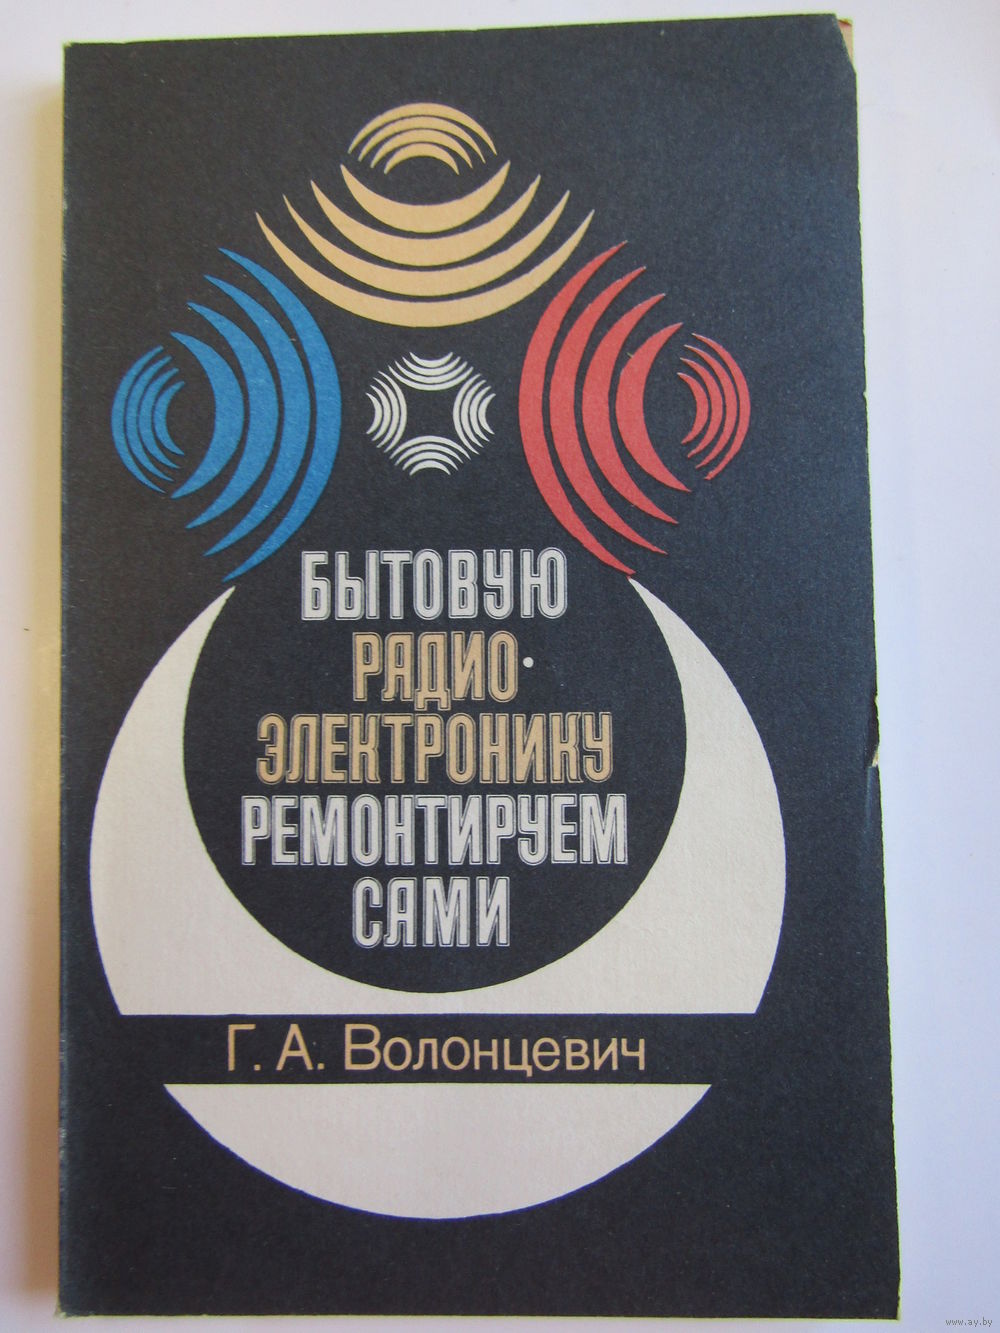 БЫТОВУЮ
РАДИО-
ЭЛЕКТРОНИКУ
РЕМОНТИРУЕМ
САМИ
Г. А. Волонцевич
www.ay.by